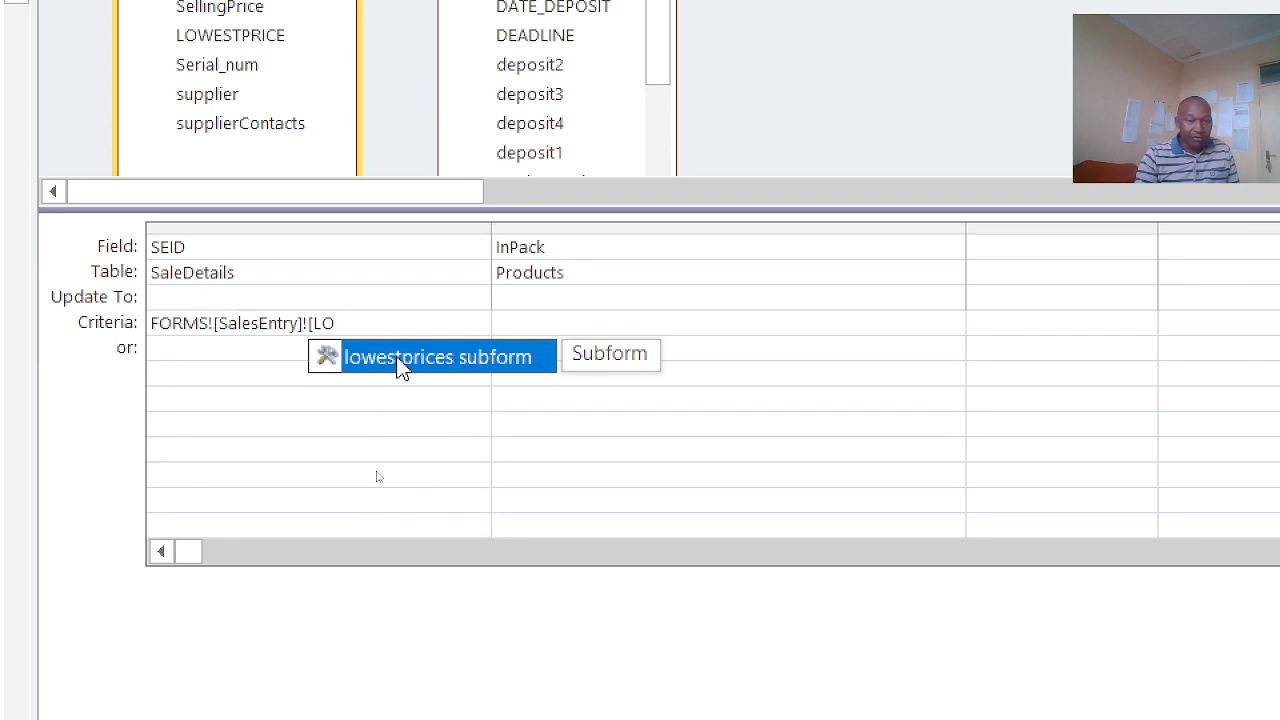 SellingPrice
LOWESTPRICE
Serial_num
supplier
supplierContacts
DATE_DEPOSIT
DEADLINE
deposit2
deposit3
deposit4
deposit1
Field: SEID InPack
Table: SaleDetails Products
Update To:
Criteria: FORMS![SalesEntry]![LO
or:
lowestprices subform Subform